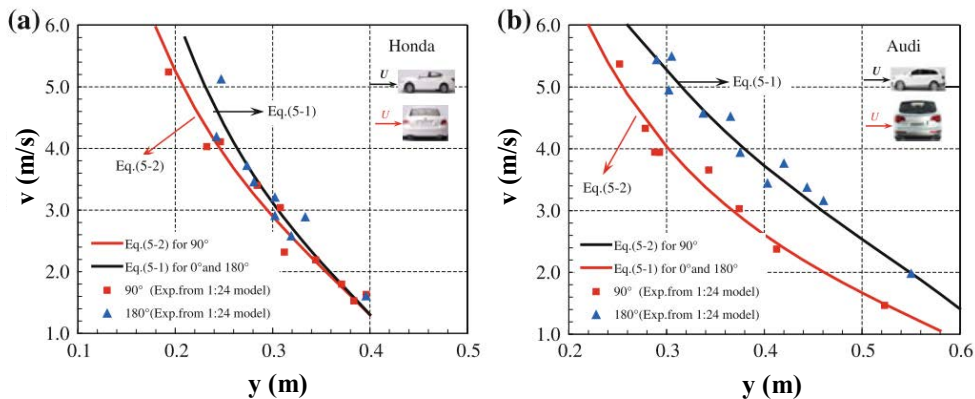 (a)
v (m/s)
6.0
5.0
4.0
3.0
2.0
1.0
Honda
U
U
Eq.(5-1)
Eq.(5-2)
Eq.(5-2) for 90°
Eq.(5-1) for 0°and 180°
90° (Exp.from 1:24 model)
180°(Exp.from 1:24 model)
0.1 0.2 0.3 0.4 0.5
y (m)
(b)
v (m/s)
6.0
5.0
4.0
3.0
2.0
1.0
Audi
U
U
Eq.(5-1)
Eq.(5-2)
Eq.(5-2) for 90°
Eq.(5-1) for 0°and 180°
90° (Exp.from 1:24 model)
180°(Exp.from 1:24 model)
0.2 0.3 0.4 0.5 0.6
y (m)